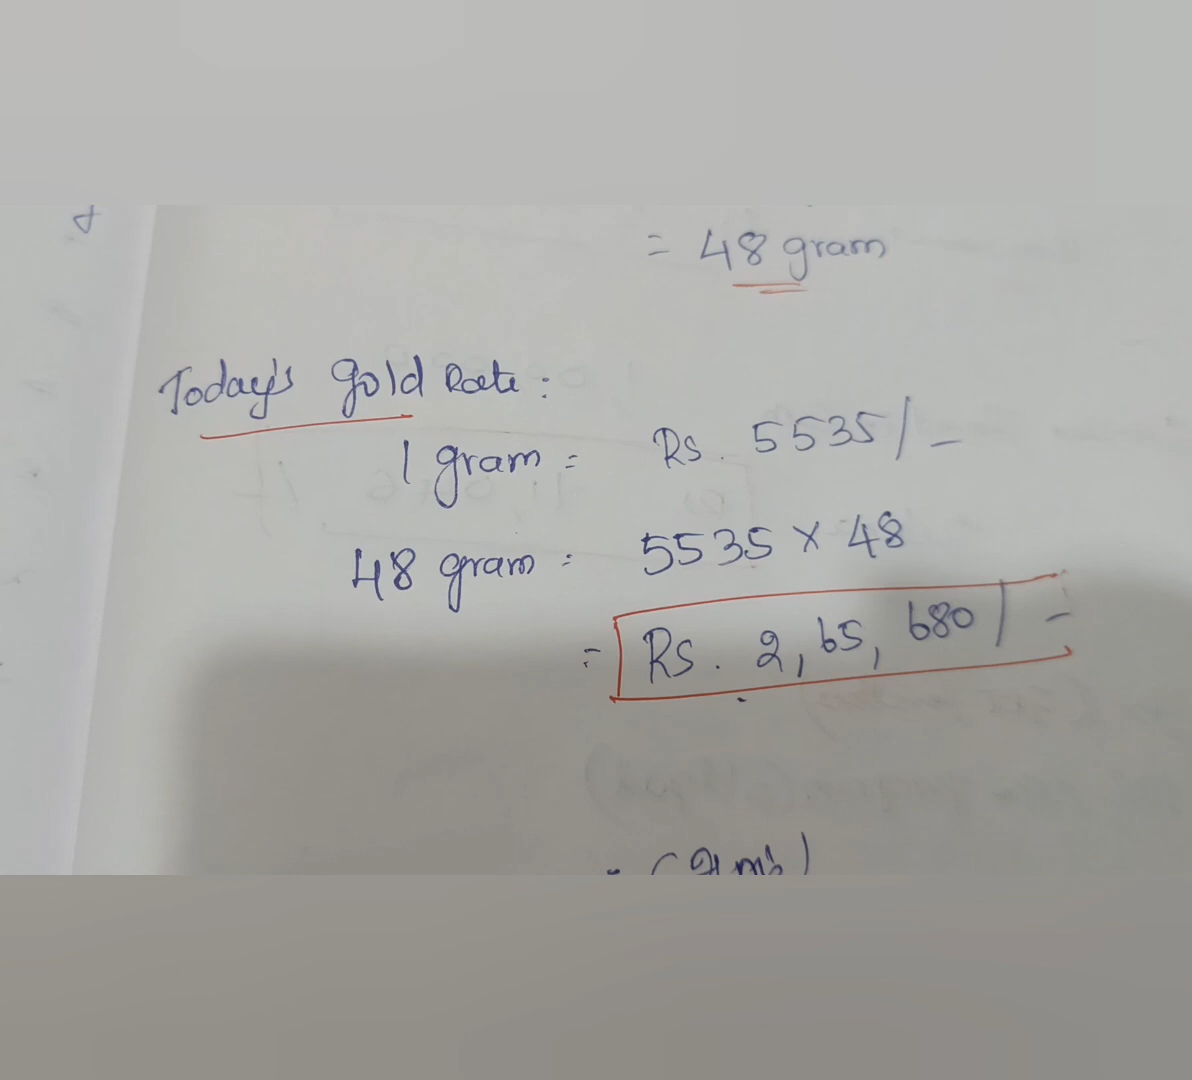 = 48 gram
Today's gold Rate :
1 gram = Rs. 5535/-
48 gram = 5535 × 48
= Rs. 2,65,680/-